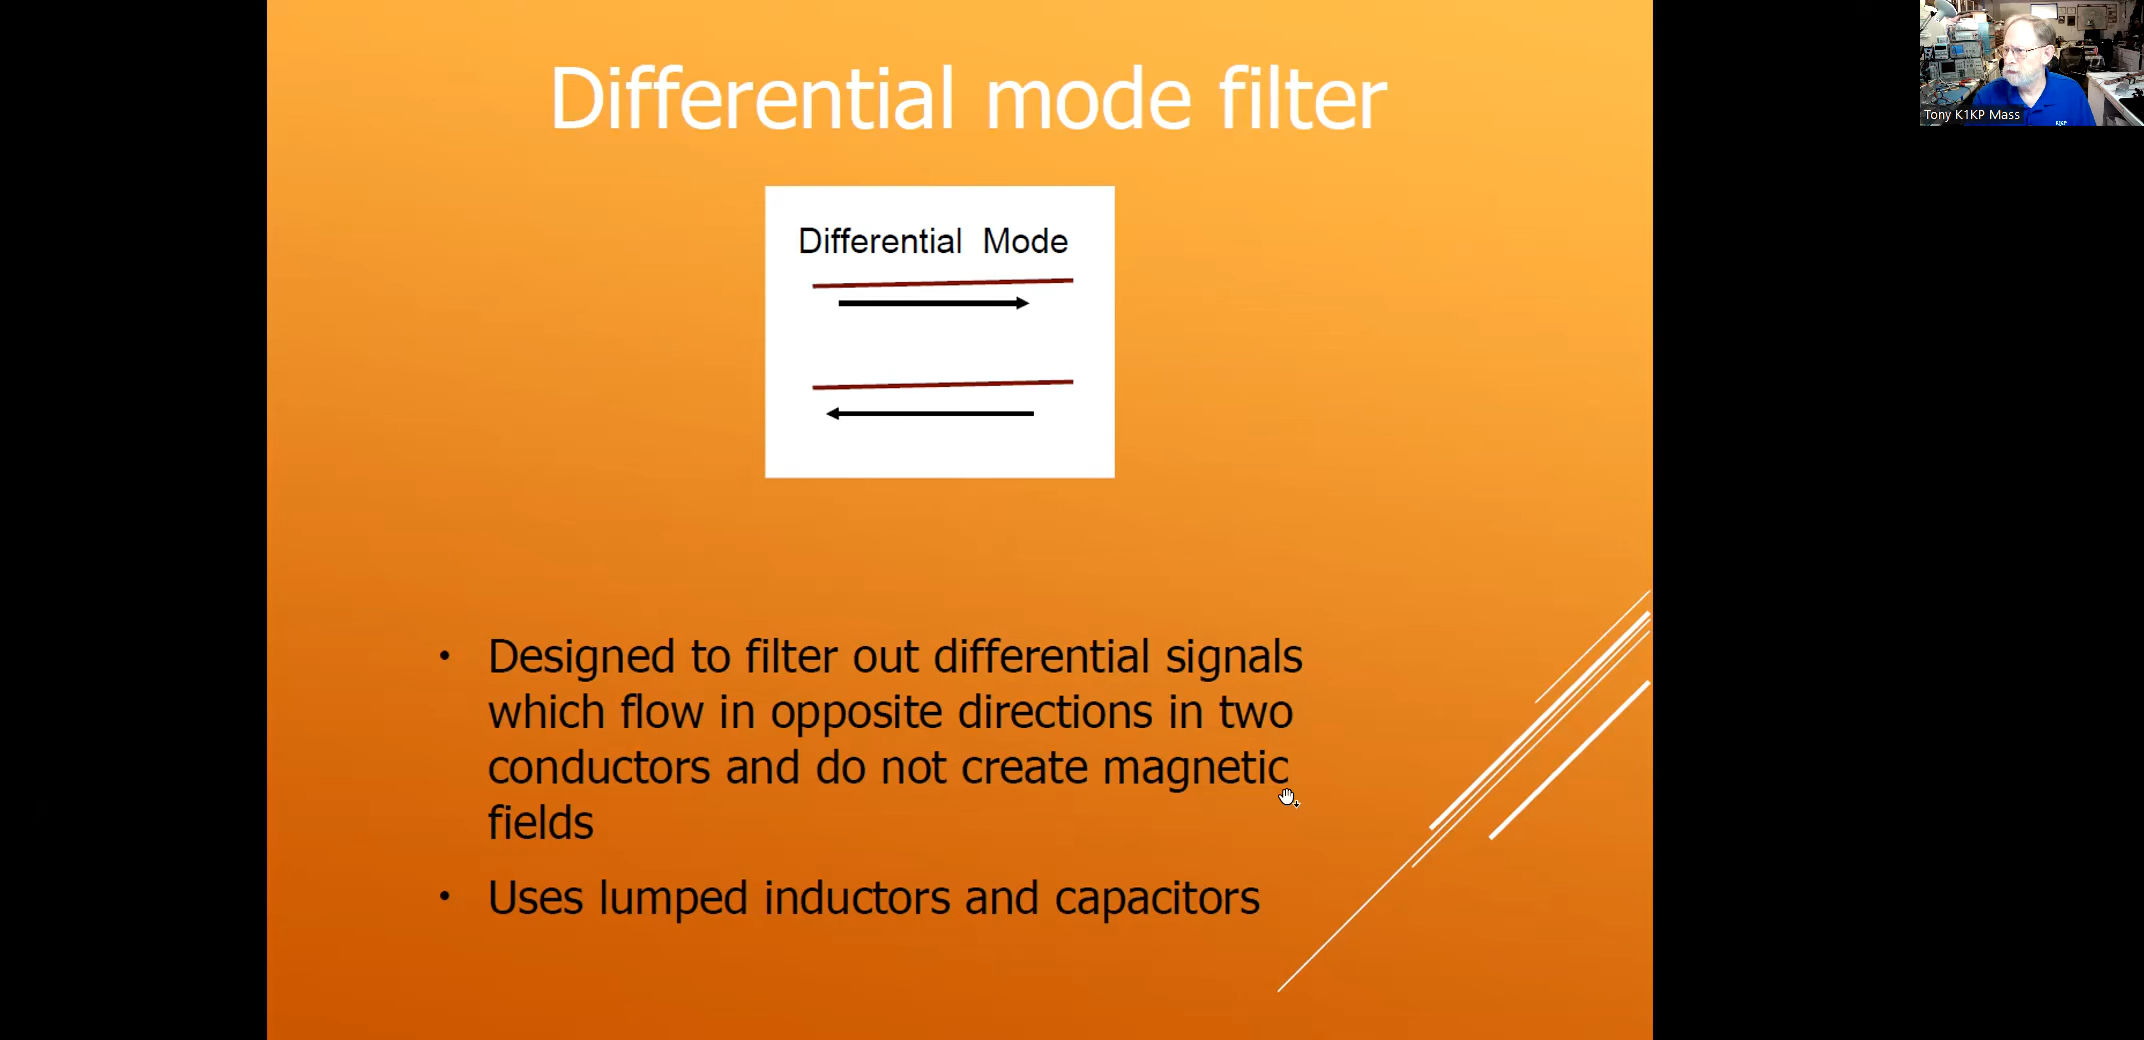 Differential mode filter
Differential Mode
• Designed to filter out differential signals
which flow in opposite directions in two
conductors and do not create magnetic
fields
• Uses lumped inductors and capacitors
Tony K1KP Mass